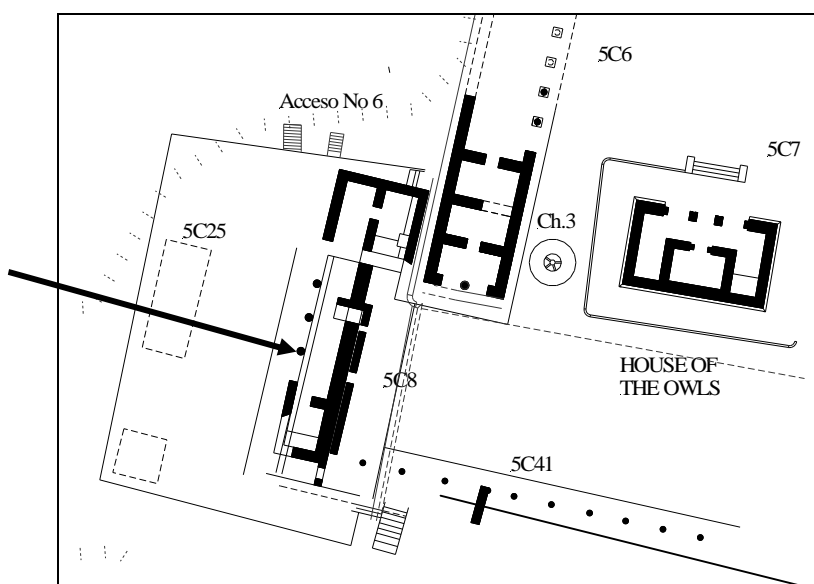 5C6
Acceso No 6
5C7
Ch.3
5C25
HOUSE OF
THE OWLS
5C8
5C41